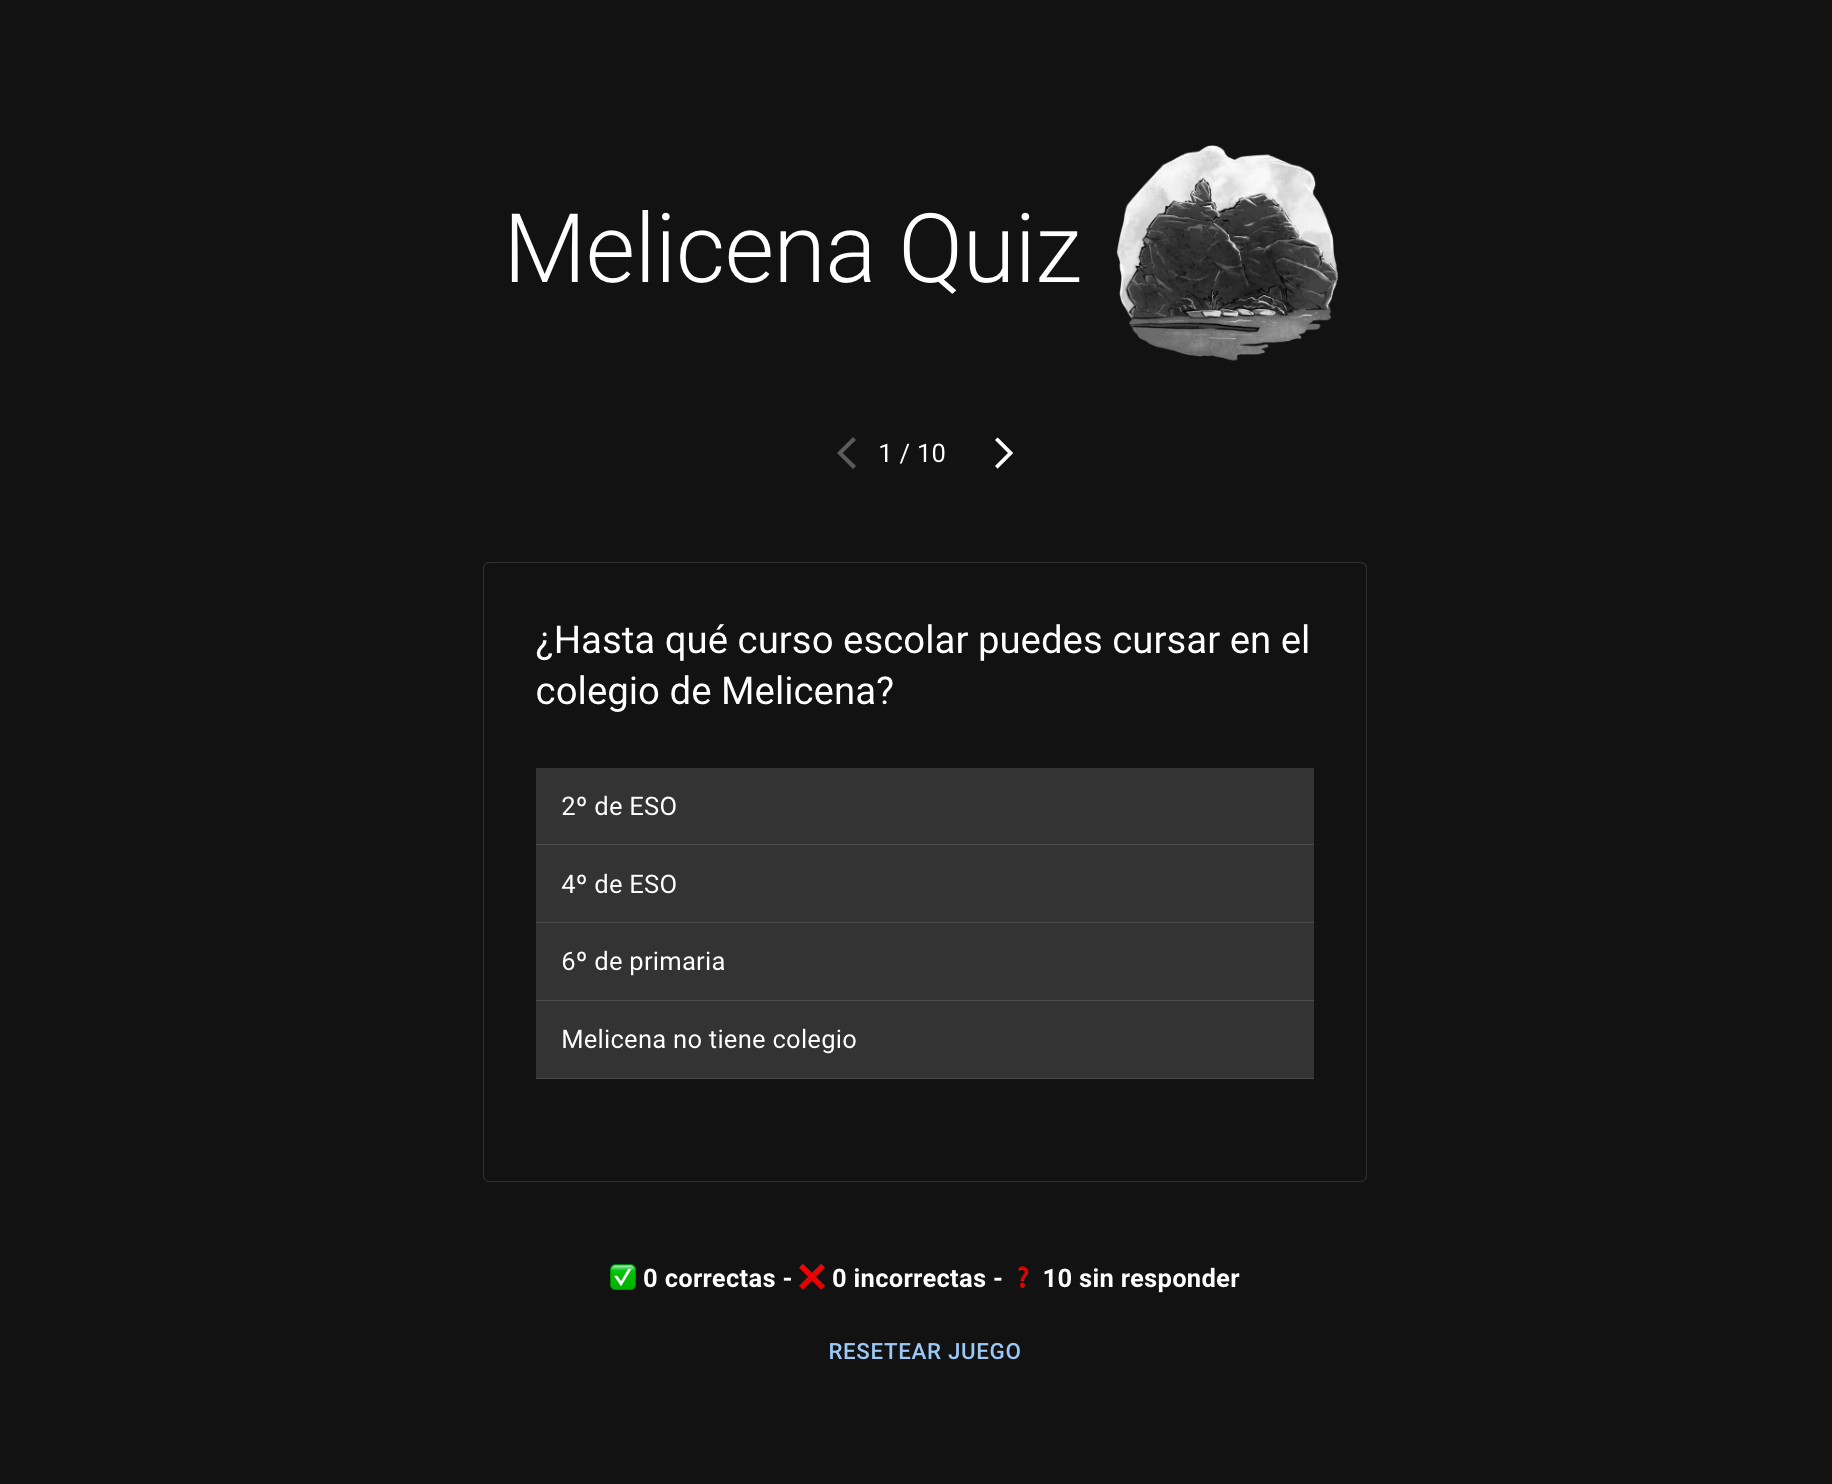 Melicena Quiz
1 / 10
¿Hasta qué curso escolar puedes cursar en el
colegio de Melicena?
2º de ESO
4º de ESO
6º de primaria
Melicena no tiene colegio
✅ 0 correctas - ❌ 0 incorrectas - ❓ 10 sin responder
RESETEAR JUEGO